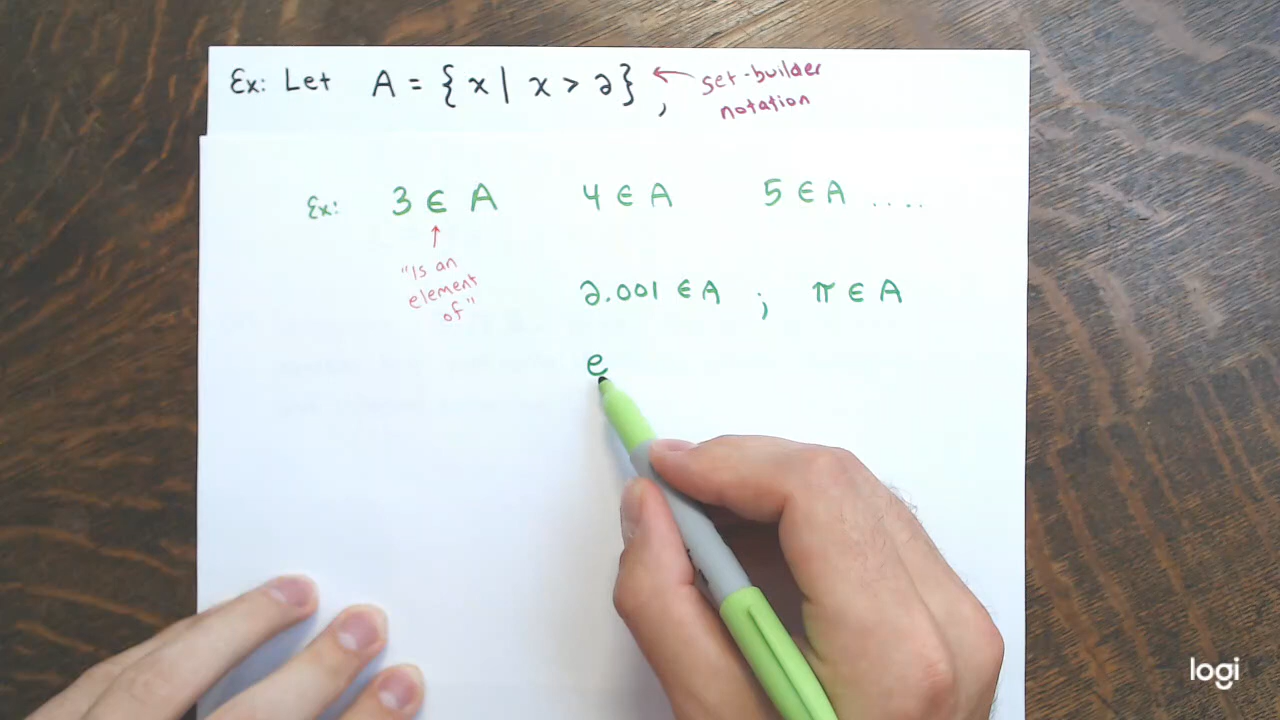 Ex: Let A = { x | x > 2 } , ← set-builder
notation
Ex: 3 ∈ A 4 ∈ A 5 ∈ A ....
↑
"Is an
element
of"
2.001 ∈ A ; π ∈ A
e
logi